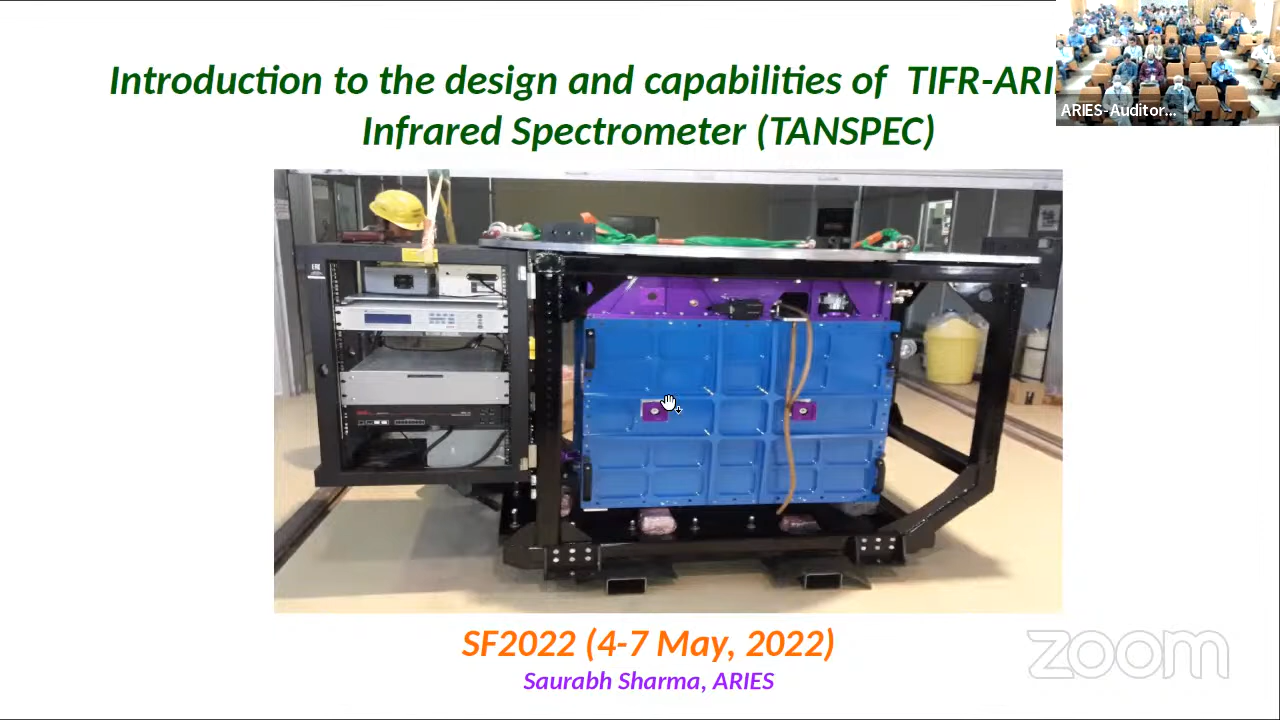 Introduction to the design and capabilities of TIFR-ARI
Infrared Spectrometer (TANSPEC)
ARIES-Auditor...
SF2022 (4-7 May, 2022)
Saurabh Sharma, ARIES
zoom